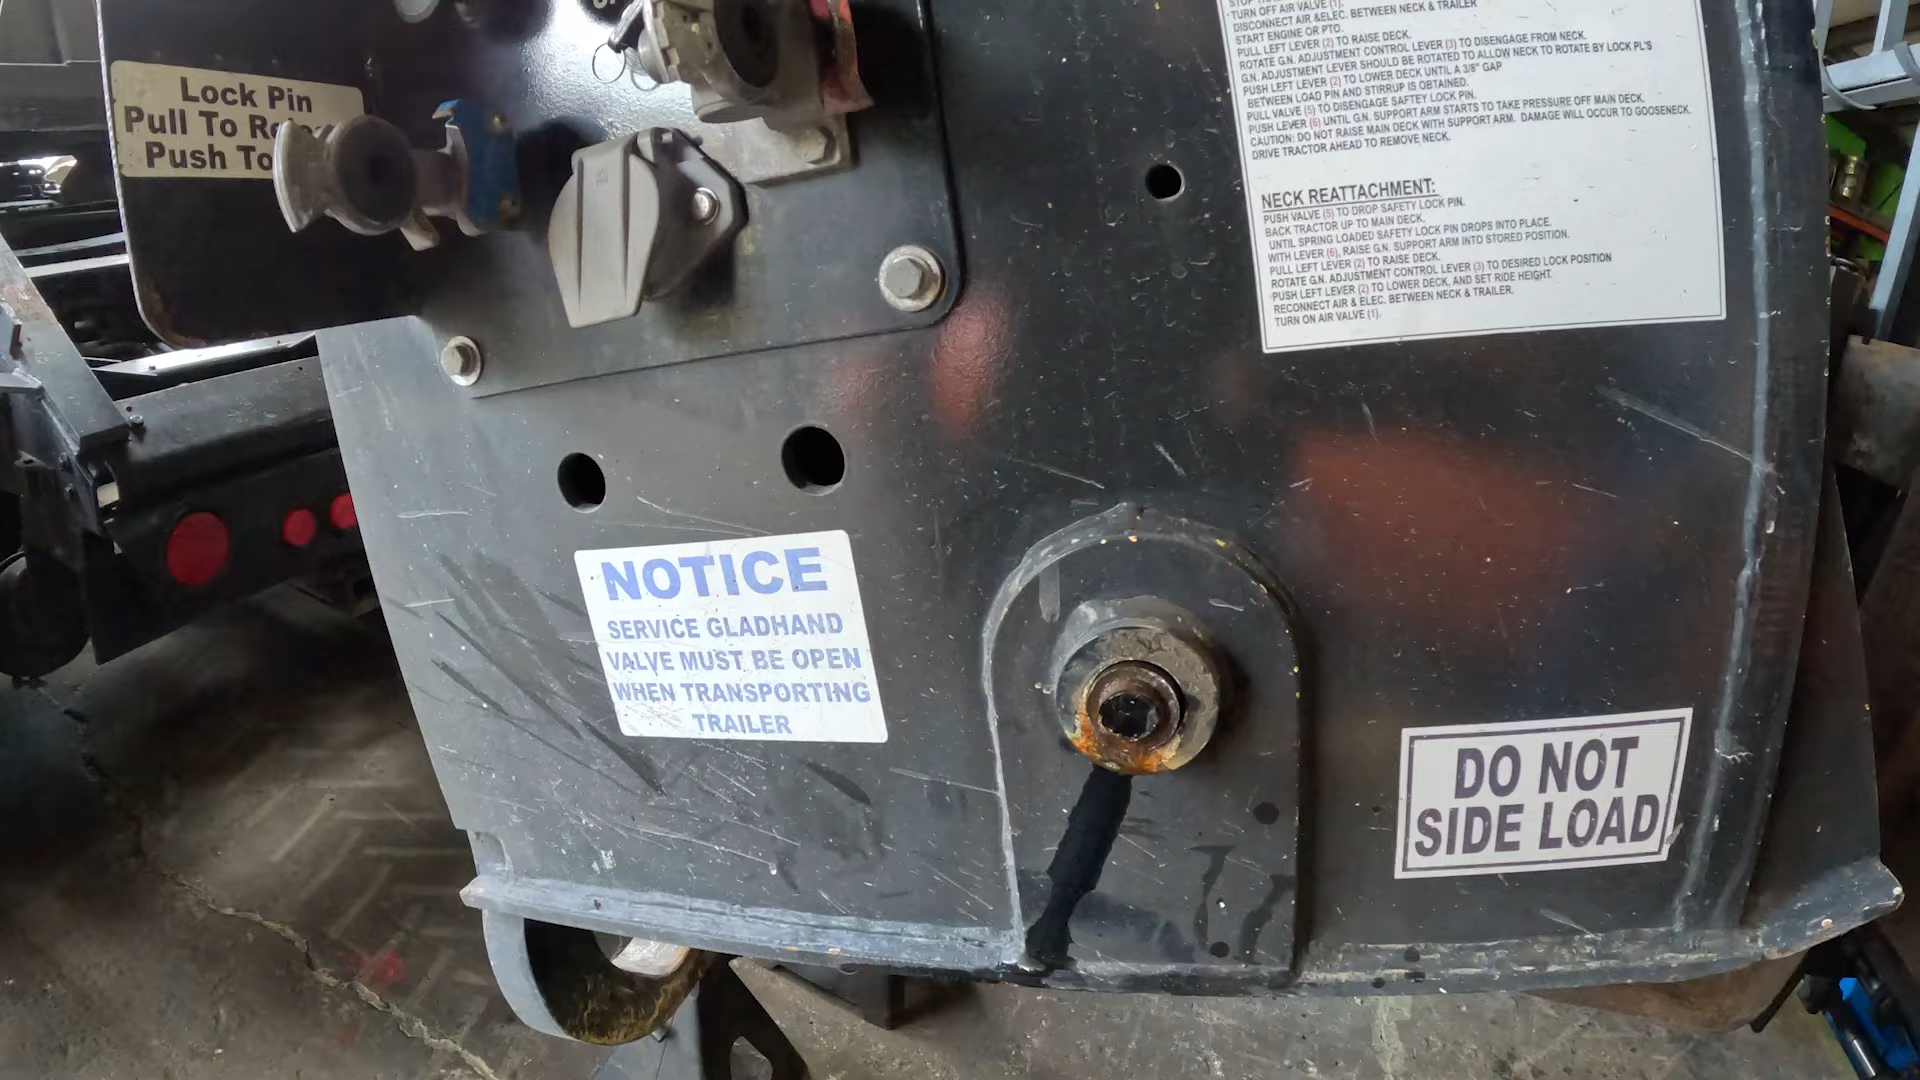 Lock Pin
Pull To
Push To
TURN OFF AIR VALVE (1).
DISCONNECT AIR &ELEC. BETWEEN NECK & TRAILER
START ENGINE OR PTO.
PULL LEFT LEVER (2) TO RAISE DECK.
ROTATE G.N. ADJUSTMENT CONTROL LEVER (3) TO DISENGAGE FROM NECK.
G.N. ADJUSTMENT LEVER SHOULD BE ROTATED TO ALLOW NECK TO ROTATE BY LOCK PL'S
PUSH LEFT LEVER (2) TO LOWER DECK UNTIL A 3/8" GAP
BETWEEN LOAD PIN AND STIRRUP IS OBTAINED.
PULL VALVE (5) TO DISENGAGE SAFTEY LOCK PIN.
PUSH LEVER (6) UNTIL G.N. SUPPORT ARM STARTS TO TAKE PRESSURE OFF MAIN DECK.
CAUTION: DO NOT RAISE MAIN DECK WITH SUPPORT ARM. DAMAGE WILL OCCUR TO GOOSENECK.
DRIVE TRACTOR AHEAD TO REMOVE NECK.
NECK REATTACHMENT:
PUSH VALVE (5) TO DROP SAFETY LOCK PIN.
BACK TRACTOR UP TO MAIN DECK.
UNTIL SPRING LOADED SAFETY LOCK PIN DROPS INTO PLACE.
WITH LEVER (6), RAISE G.N. SUPPORT ARM INTO STORED POSITION.
PULL LEFT LEVER (2) TO RAISE DECK.
ROTATE G.N. ADJUSTMENT CONTROL LEVER (3) TO DESIRED LOCK POSITION
PUSH LEFT LEVER (2) TO LOWER DECK, AND SET RIDE HEIGHT.
RECONNECT AIR & ELEC. BETWEEN NECK & TRAILER.
TURN ON AIR VALVE (1).
NOTICE
SERVICE GLADHAND
VALVE MUST BE OPEN
WHEN TRANSPORTING
TRAILER
DO NOT
SIDE LOAD